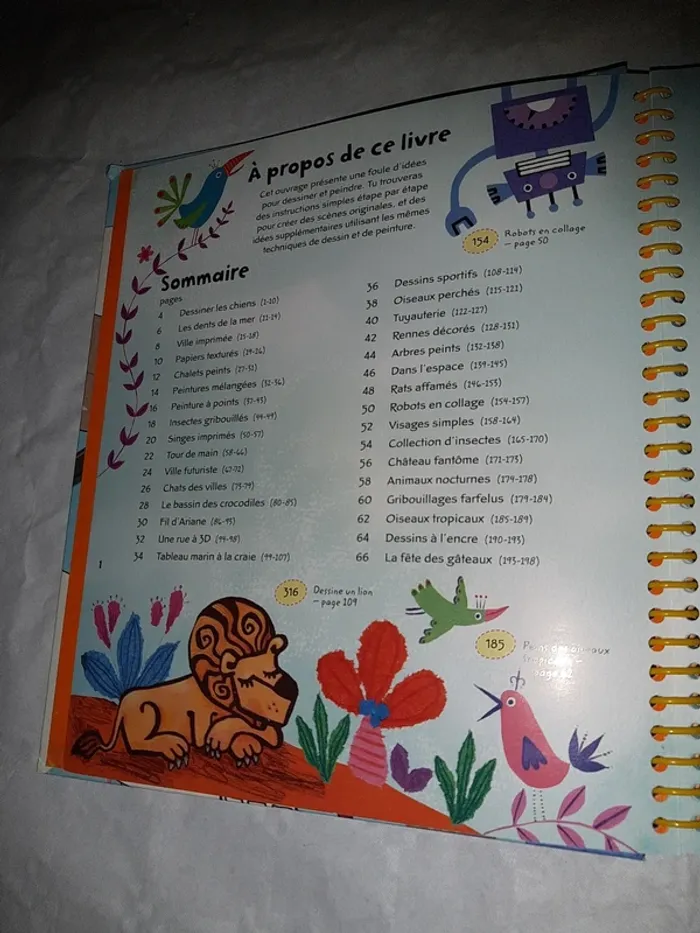 À propos de ce livre
Cet ouvrage présente une foule d'idées
pour dessiner et peindre. Tu trouveras
des instructions simples étape par étape
pour créer des scènes originales, et des
idées supplémentaires utilisant les mêmes
techniques de dessin et de peinture.
154 Robots en collage
– page 50
Sommaire
pages
4 Dessiner les chiens (1-10)
6 Les dents de la mer (11-14)
8 Ville imprimée (15-18)
10 Papiers texturés (19-26)
12 Chalets peints (27-31)
14 Peintures mélangées (32-36)
16 Peinture à points (37-43)
18 Insectes gribouillés (44-49)
20 Singes imprimés (50-57)
22 Tour de main (58-66)
24 Ville futuriste (67-72)
26 Chats des villes (73-79)
28 Le bassin des crocodiles (80-85)
30 Fil d'Ariane (86-93)
32 Une rue à 3D (94-98)
34 Tableau marin à la craie (99-107)
36 Dessins sportifs (108-114)
38 Oiseaux perchés (115-121)
40 Tuyauterie (122-127)
42 Rennes décorés (128-131)
44 Arbres peints (132-138)
46 Dans l'espace (139-145)
48 Rats affamés (146-153)
50 Robots en collage (154-157)
52 Visages simples (158-164)
54 Collection d'insectes (165-170)
56 Château fantôme (171-173)
58 Animaux nocturnes (174-178)
60 Gribouillages farfelus (179-184)
62 Oiseaux tropicaux (185-189)
64 Dessins à l'encre (190-193)
66 La fête des gâteaux (193-198)
1
316 Dessine un lion
– page 109
185
page